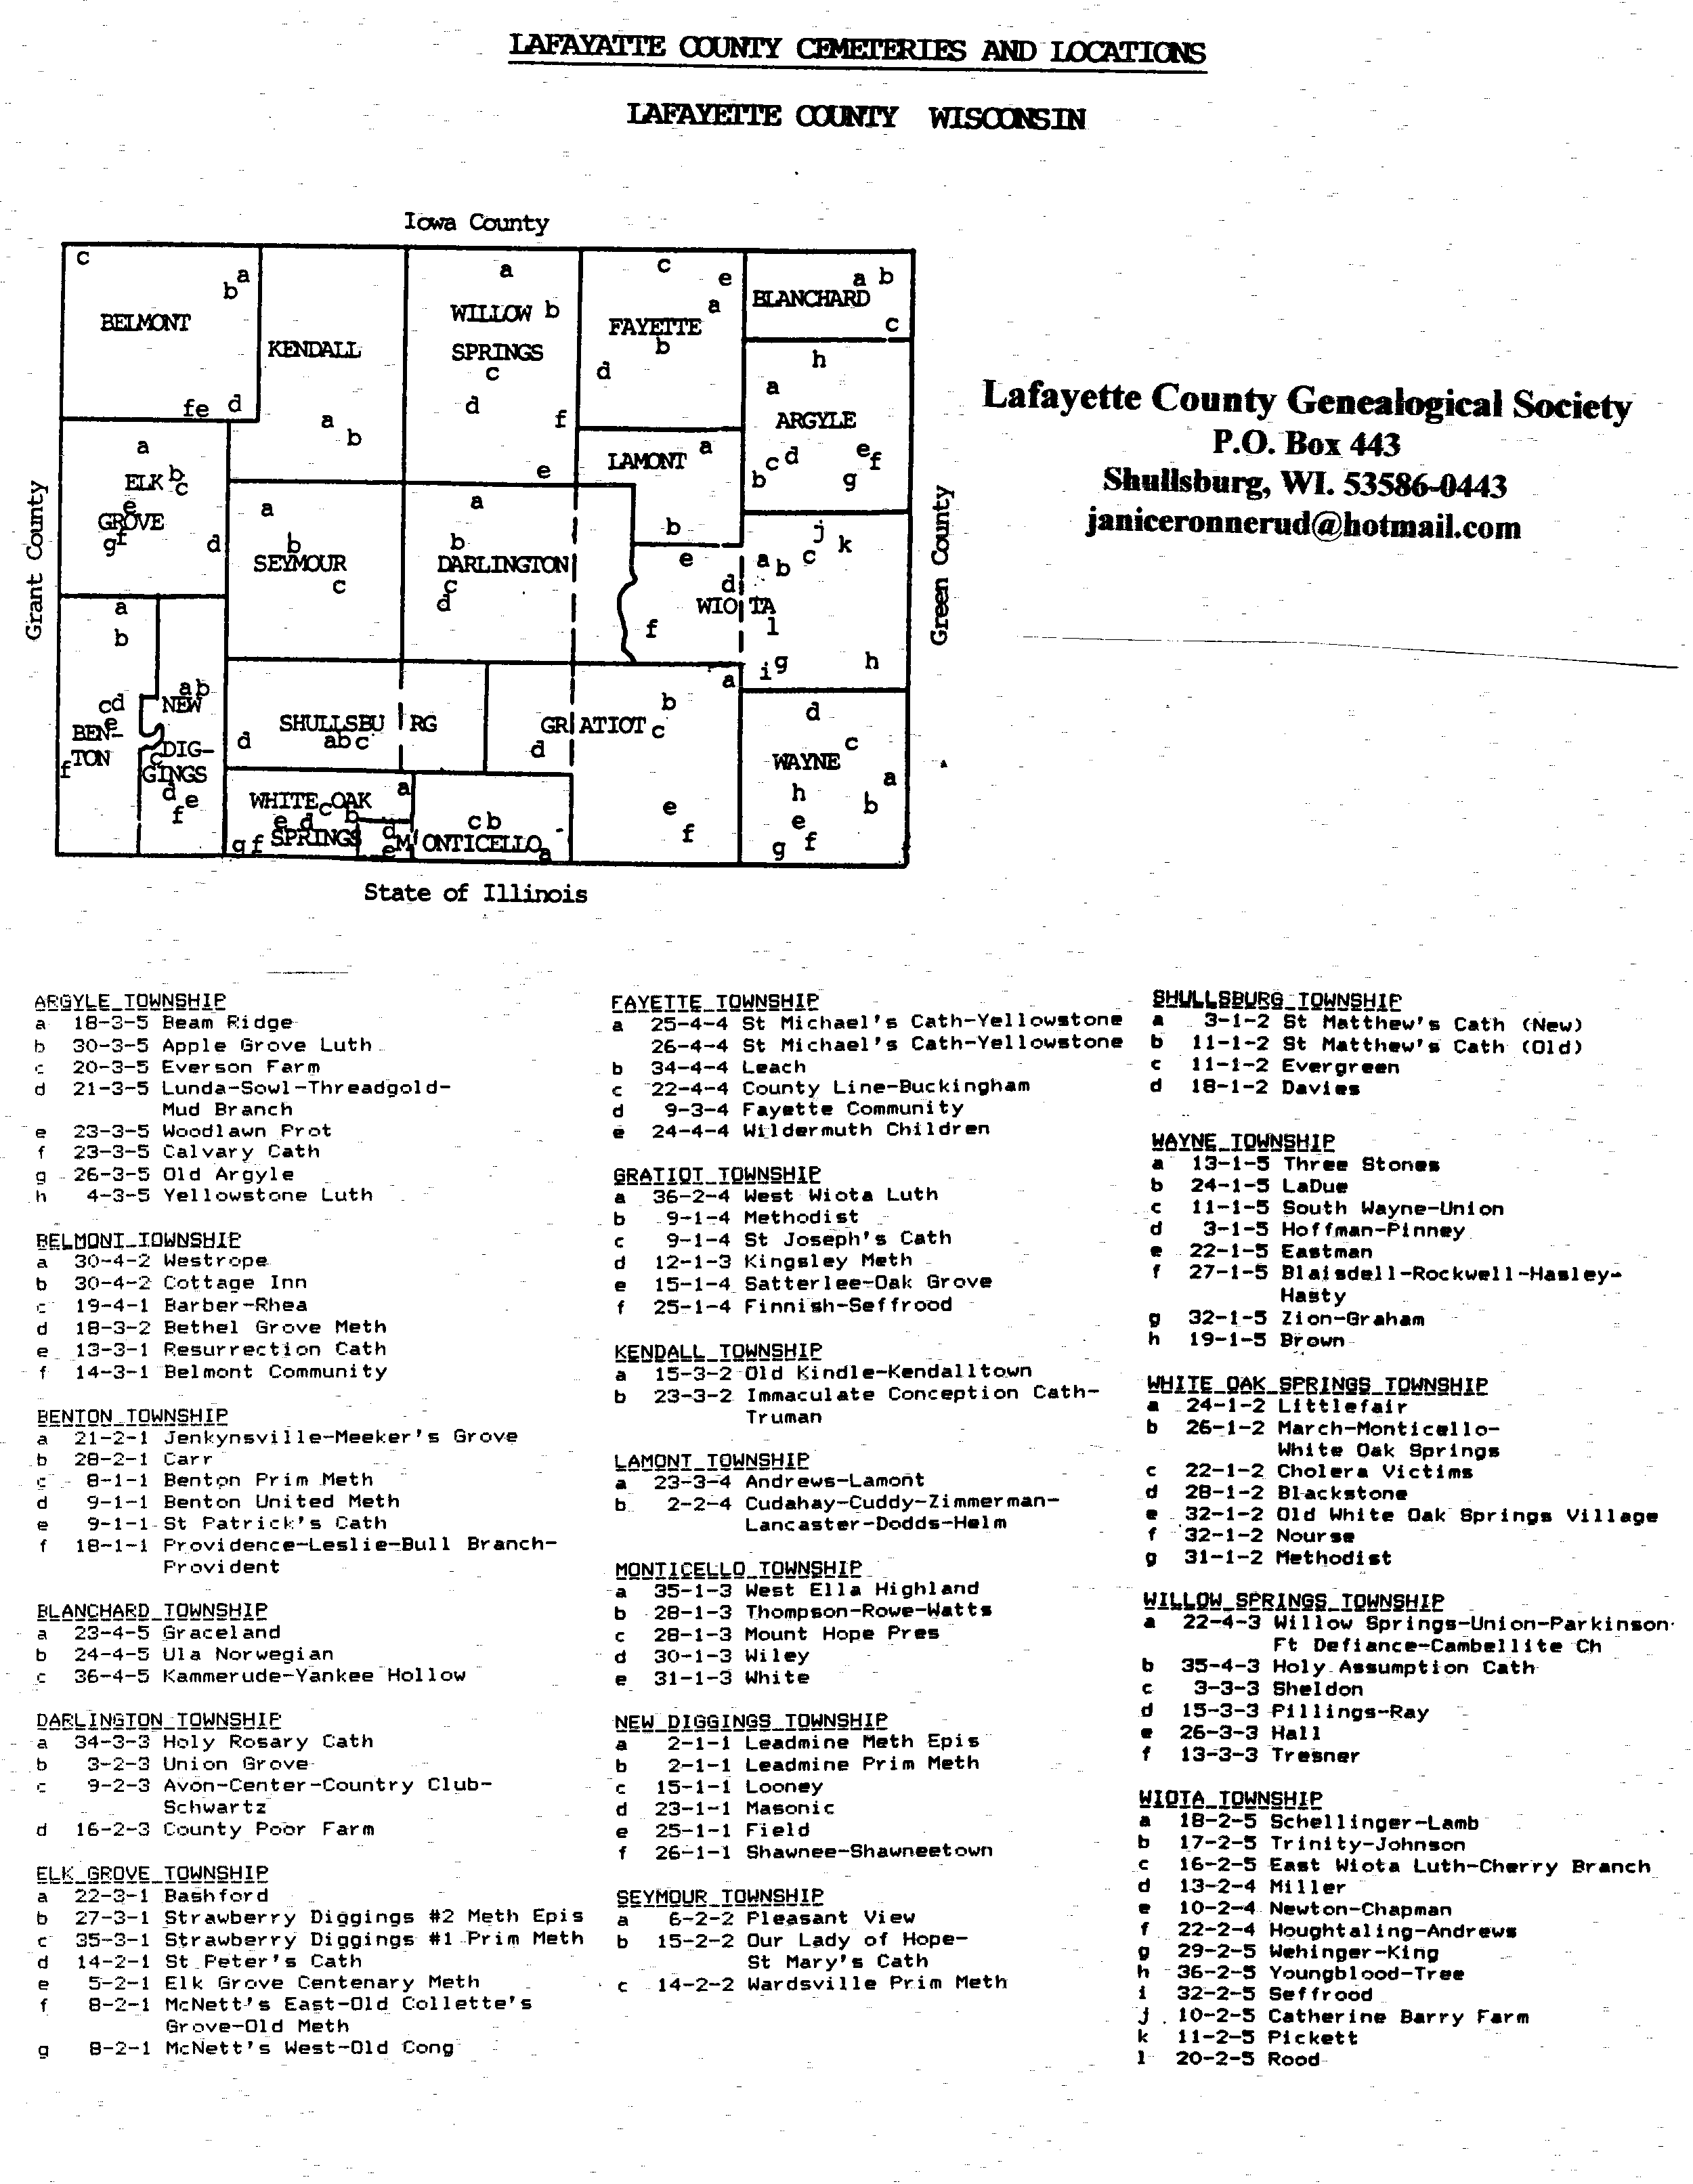 LAFAYATTE COUNTY CEMETERIES AND LOCATIONS
LAFAYETTE COUNTY WISCONSIN
Iowa County
c
a
b
BELMONT
fe d
KENDALL
a
b
a
WILLOW b
SPRINGS
c
d
f
e
c
e
a
FAYETTE
b
d
a b
BLANCHARD
c
h
a
ARGYLE
c d
b
e f
g
LAMONT a
b
a
ELK b
c
e
GROVE
g f
d
a
b
SEYMOUR
c
a
b
DARLINGTON
c
d
e
d
WIOTA
f
a b c
j
k
l
i g
h
a
b
cd
e
BEN-
TON
f
ab
NEW
DIG-
c
GINGS
d e
f
SHULLSBURG
d
abc
a
b
GRATIOT c
d
e
f
d
c
WAYNE
a
h
b
e
g f
WHITE OAK
a
c
b
e d
SPRINGS
g f
d
e
MONTICELLO
c b
a
Grant County
Green County
State of Illinois
Lafayette County Genealogical Society
P.O. Box 443
Shullsburg, WI. 53586-0443
janiceronnerud@hotmail.com
ARGYLE TOWNSHIP
a 18-3-5 Beam Ridge
b 30-3-5 Apple Grove Luth
c 20-3-5 Everson Farm
d 21-3-5 Lunda-Sowl-Threadgold-
Mud Branch
e 23-3-5 Woodlawn Prot
f 23-3-5 Calvary Cath
g 26-3-5 Old Argyle
h 4-3-5 Yellowstone Luth
BELMONT TOWNSHIP
a 30-4-2 Westrope
b 30-4-2 Cottage Inn
c 19-4-1 Barber-Rhea
d 18-3-2 Bethel Grove Meth
e 13-3-1 Resurrection Cath
f 14-3-1 Belmont Community
BENTON TOWNSHIP
a 21-2-1 Jenkynsville-Meeker's Grove
b 28-2-1 Carr
c 8-1-1 Benton Prim Meth
d 9-1-1 Benton United Meth
e 9-1-1 St Patrick's Cath
f 18-1-1 Providence-Leslie-Bull Branch-
Provident
BLANCHARD TOWNSHIP
a 23-4-5 Graceland
b 24-4-5 Ula Norwegian
c 36-4-5 Kammerude-Yankee Hollow
DARLINGTON TOWNSHIP
a 34-3-3 Holy Rosary Cath
b 3-2-3 Union Grove
c 9-2-3 Avon-Center-Country Club-
Schwartz
d 16-2-3 County Poor Farm
ELK GROVE TOWNSHIP
a 22-3-1 Bashford
b 27-3-1 Strawberry Diggings #2 Meth Epis
c 35-3-1 Strawberry Diggings #1 Prim Meth
d 14-2-1 St Peter's Cath
e 5-2-1 Elk Grove Centenary Meth
f 8-2-1 McNett's East-Old Collette's
Grove-Old Meth
g 8-2-1 McNett's West-Old Cong
FAYETTE TOWNSHIP
a 25-4-4 St Michael's Cath-Yellowstone
26-4-4 St Michael's Cath-Yellowstone
b 34-4-4 Leach
c 22-4-4 County Line-Buckingham
d 9-3-4 Fayette Community
e 24-4-4 Wildermuth Children
GRATIOT TOWNSHIP
a 36-2-4 West Wiota Luth
b 9-1-4 Methodist
c 9-1-4 St Joseph's Cath
d 12-1-3 Kingsley Meth
e 15-1-4 Satterlee-Oak Grove
f 25-1-4 Finnish-Seffrood
KENDALL TOWNSHIP
a 15-3-2 Old Kindle-Kendalltown
b 23-3-2 Immaculate Conception Cath-
Truman
LAMONT TOWNSHIP
a 23-3-4 Andrews-Lamont
b 2-2-4 Cudahay-Cuddy-Zimmerman-
Lancaster-Dodds-Helm
MONTICELLO TOWNSHIP
a 35-1-3 West Ella Highland
b 28-1-3 Thompson-Rowe-Watts
c 28-1-3 Mount Hope Pres
d 30-1-3 Wiley
e 31-1-3 White
NEW DIGGINGS TOWNSHIP
a 2-1-1 Leadmine Meth Epis
b 2-1-1 Leadmine Prim Meth
c 15-1-1 Looney
d 23-1-1 Masonic
e 25-1-1 Field
f 26-1-1 Shawnee-Shawneetown
SEYMOUR TOWNSHIP
a 6-2-2 Pleasant View
b 15-2-2 Our Lady of Hope-
St Mary's Cath
c 14-2-2 Wardsville Prim Meth
SHULLSBURG TOWNSHIP
a 3-1-2 St Matthew's Cath (New)
b 11-1-2 St Matthew's Cath (Old)
c 11-1-2 Evergreen
d 18-1-2 Davies
WAYNE TOWNSHIP
a 13-1-5 Three Stones
b 24-1-5 LaDue
c 11-1-5 South Wayne-Union
d 3-1-5 Hoffman-Pinney
e 22-1-5 Eastman
f 27-1-5 Blaisdell-Rockwell-Hasley-
Hasty
g 32-1-5 Zion-Graham
h 19-1-5 Brown
WHITE OAK SPRINGS TOWNSHIP
a 24-1-2 Littlefair
b 26-1-2 March-Monticello-
White Oak Springs
c 22-1-2 Cholera Victims
d 28-1-2 Blackstone
e 32-1-2 Old White Oak Springs Village
f 32-1-2 Nourse
g 31-1-2 Methodist
WILLOW SPRINGS TOWNSHIP
a 22-4-3 Willow Springs-Union-Parkinson-
Ft Defiance-Cambellite Ch
b 35-4-3 Holy Assumption Cath
c 3-3-3 Sheldon
d 15-3-3 Pillings-Ray
e 26-3-3 Hall
f 13-3-3 Tresner
WIOTA TOWNSHIP
a 18-2-5 Schellinger-Lamb
b 17-2-5 Trinity-Johnson
c 16-2-5 East Wiota Luth-Cherry Branch
d 13-2-4 Miller
e 10-2-4 Newton-Chapman
f 22-2-4 Houghtaling-Andrews
g 29-2-5 Wehinger-King
h 36-2-5 Youngblood-Tree
i 32-2-5 Seffrood
j 10-2-5 Catherine Barry Farm
k 11-2-5 Pickett
l 20-2-5 Rood